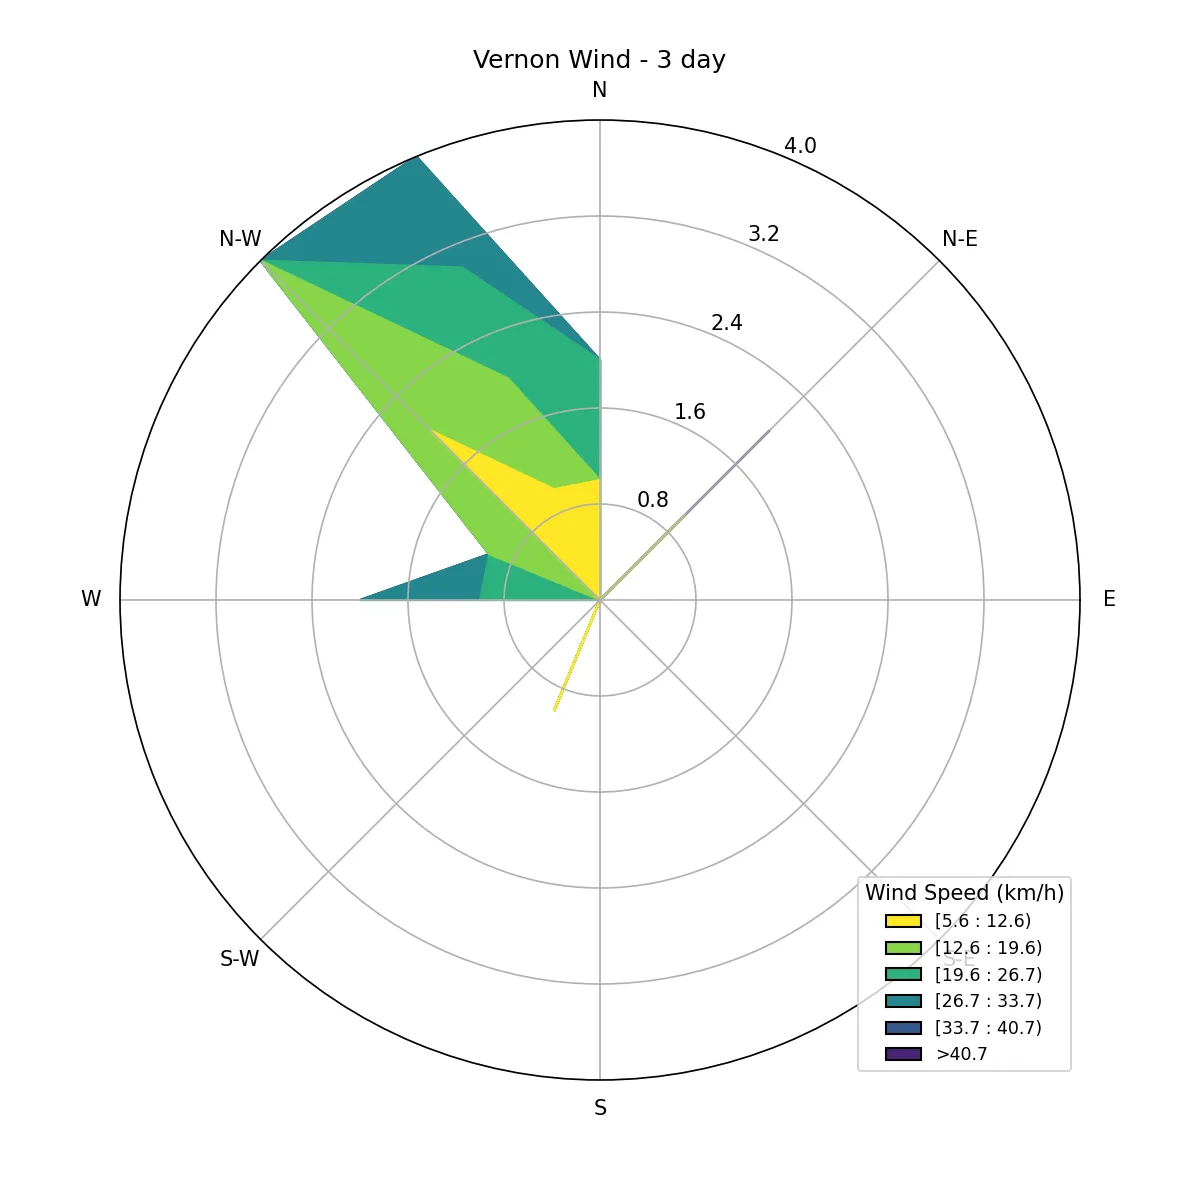 Vernon Wind - 3 day
N
4.0
N-W
3.2
N-E
2.4
1.6
0.8
W
E
Wind Speed (km/h)
[5.6 : 12.6)
[12.6 : 19.6)
S-W
S-E
[19.6 : 26.7)
[26.7 : 33.7)
[33.7 : 40.7)
>40.7
S